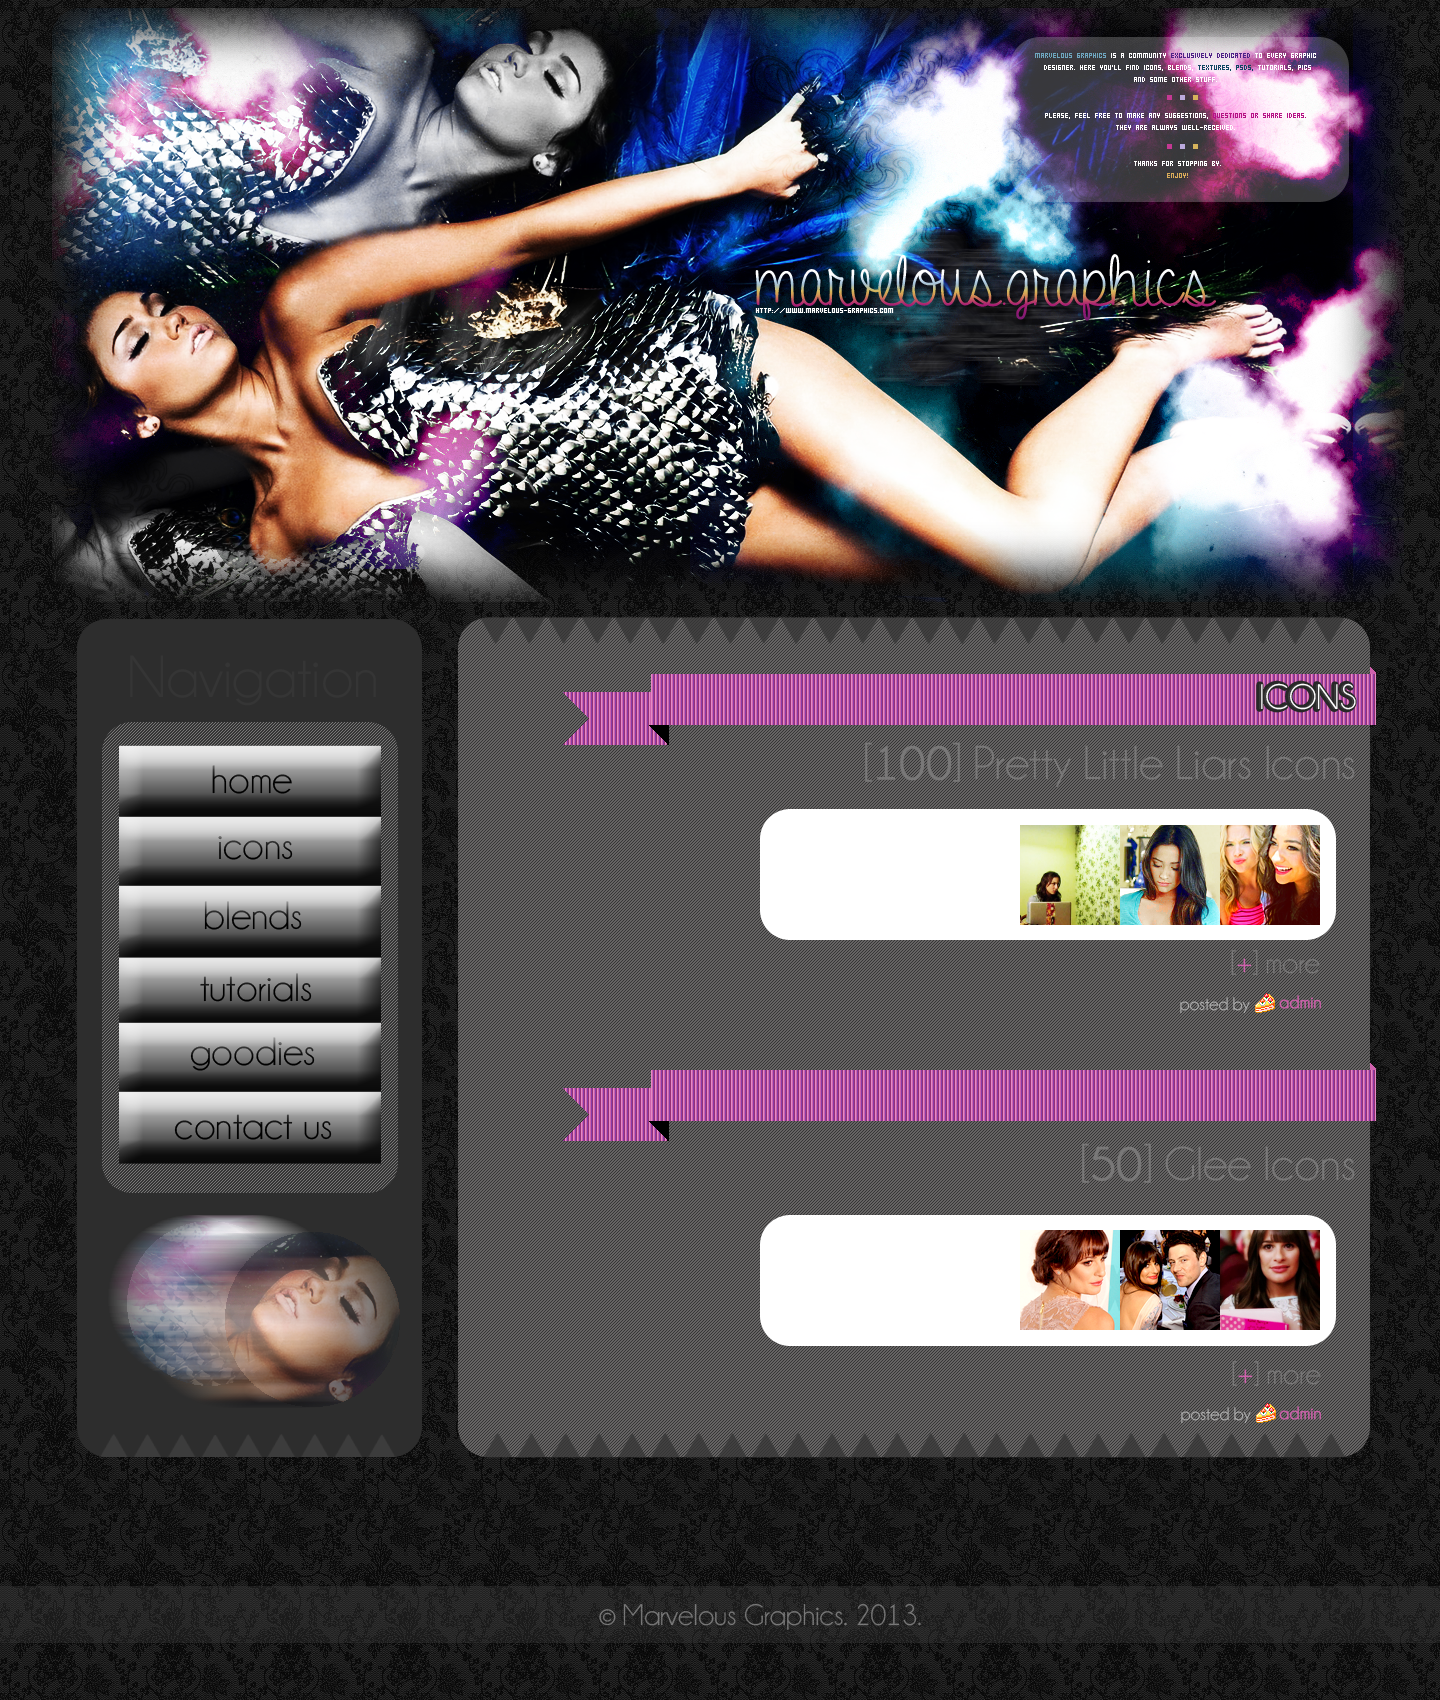 MARVELOUS GRAPHICS IS A COMMUNITY EXCLUSIVELY DEDICATED TO EVERY GRAPHIC
DESIGNER. HERE YOU'LL FIND ICONS, BLENDS, TEXTURES, PSDS, TUTORIALS, PICS
AND SOME OTHER STUFF.
PLEASE, FEEL FREE TO MAKE ANY SUGGESTIONS, QUESTIONS OR SHARE IDEAS.
THEY ARE ALWAYS WELL-RECEIVED.
THANKS FOR STOPPING BY.
ENJOY!
marvelous graphics
HTTP://WWW.MARVELOUS-GRAPHICS.COM
Navigation
home
icons
blends
tutorials
goodies
contact us
ICONS
[100] Pretty Little Liars Icons
[+] more
posted by admin
[50] Glee Icons
[+] more
posted by admin
© Marvelous Graphics. 2013.